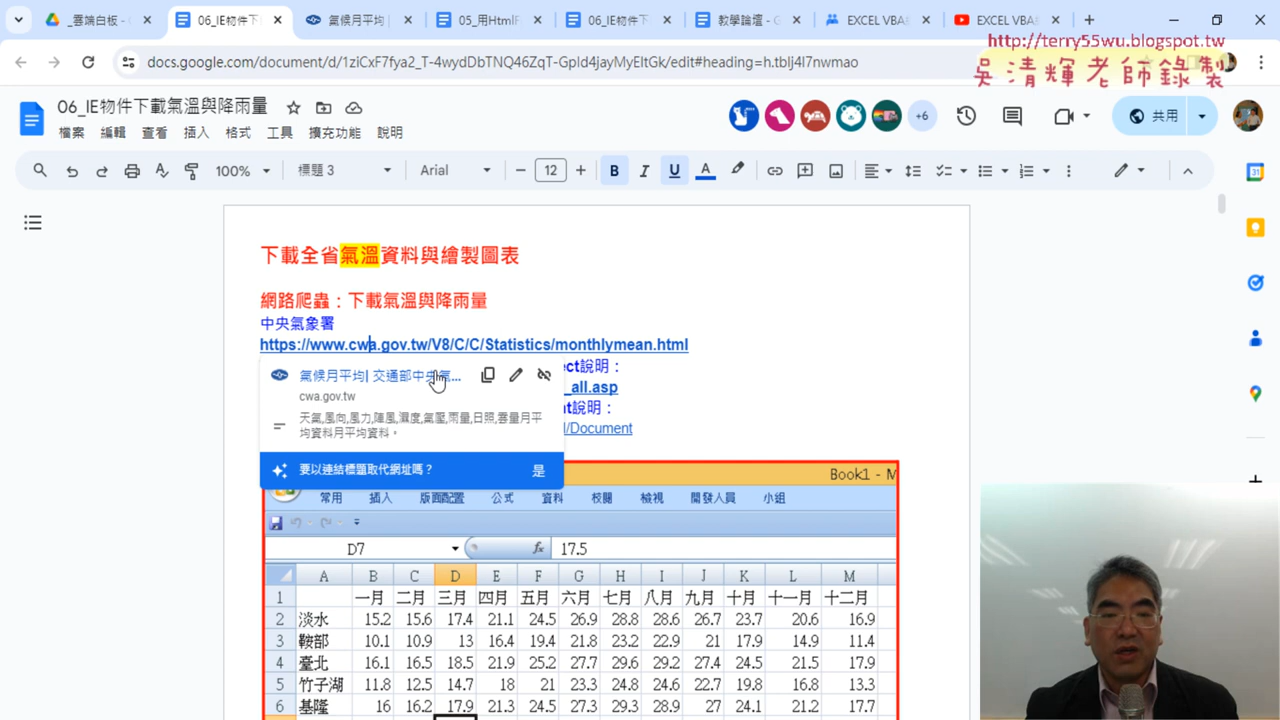 _雲端白板 -
06_IE物件下
氣候月平均
05_用HtmlF
06_IE物件下
教學論壇 - G
EXCEL VBA
EXCEL VBA
http://terry55wu.blogspot.tw
吳清輝老師錄製
docs.google.com/document/d/1ziCxF7fya2_T-4wydDbTNQ46ZqT-Gpld4jayMyEltGk/edit#heading=h.tblj4l7nwmao
06_IE物件下載氣溫與降雨量
檔案 編輯 查看 插入 格式 工具 擴充功能 說明
+6
共用
100% 標題 3 Arial 12 B I U A
31
下載全省氣溫資料與繪製圖表
網路爬蟲：下載氣溫與降雨量
中央氣象署
https://www.cwa.gov.tw/V8/C/C/Statistics/monthlymean.html
ect說明：
_all.asp
nt說明：
l/Document
氣候月平均| 交通部中央氣...
cwa.gov.tw
天氣,風向,風力,陣風,濕度,氣壓,雨量,日照,雲量月平
均資料月平均資料。
要以連結標題取代網址嗎？ 是
Book1 - M
常用 插入 版面配置 公式 資料 校閱 檢視 開發人員 小組
D7 fx 17.5
A B C D E F G H I J K L M
1 一月 二月 三月 四月 五月 六月 七月 八月 九月 十月 十一月 十二月
2 淡水 15.2 15.6 17.4 21.1 24.5 26.9 28.8 28.6 26.7 23.7 20.6 16.9
3 鞍部 10.1 10.9 13 16.4 19.4 21.8 23.2 22.9 21 17.9 14.9 11.4
4 臺北 16.1 16.5 18.5 21.9 25.2 27.7 29.6 29.2 27.4 24.5 21.5 17.9
5 竹子湖 11.8 12.5 14.7 18 21 23.3 24.8 24.6 22.7 19.8 16.8 13.3
6 基隆 16 16.2 17.9 21.3 24.5 27.3 29.3 28.9 27 24.1 21.2 17.7